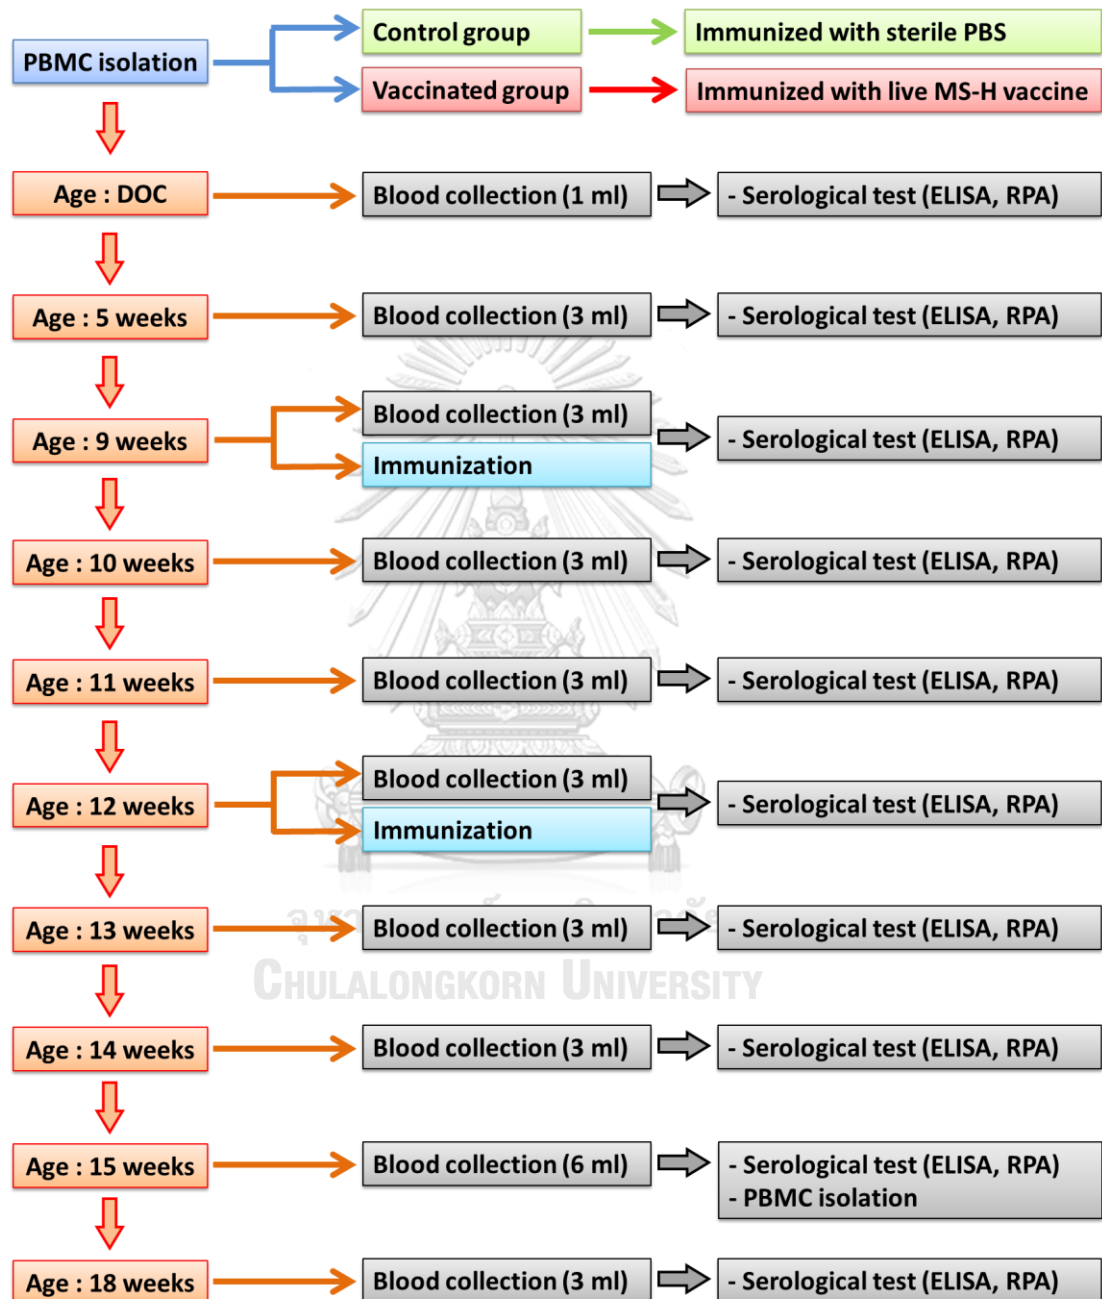 Control group
Immunized with sterile PBS
PBMC isolation
Vaccinated group
Immunized with live MS-H vaccine
Age : DOC
Blood collection (1 ml)
- Serological test (ELISA, RPA)
Age : 5 weeks
Blood collection (3 ml)
- Serological test (ELISA, RPA)
Age : 9 weeks
Blood collection (3 ml)
Immunization
- Serological test (ELISA, RPA)
Age : 10 weeks
Blood collection (3 ml)
- Serological test (ELISA, RPA)
Age : 11 weeks
Blood collection (3 ml)
- Serological test (ELISA, RPA)
Age : 12 weeks
Blood collection (3 ml)
Immunization
- Serological test (ELISA, RPA)
Age : 13 weeks
Blood collection (3 ml)
- Serological test (ELISA, RPA)
CHULALONGKORN UNIVERSITY
Age : 14 weeks
Blood collection (3 ml)
- Serological test (ELISA, RPA)
Age : 15 weeks
Blood collection (6 ml)
- Serological test (ELISA, RPA)
- PBMC isolation
Age : 18 weeks
Blood collection (3 ml)
- Serological test (ELISA, RPA)